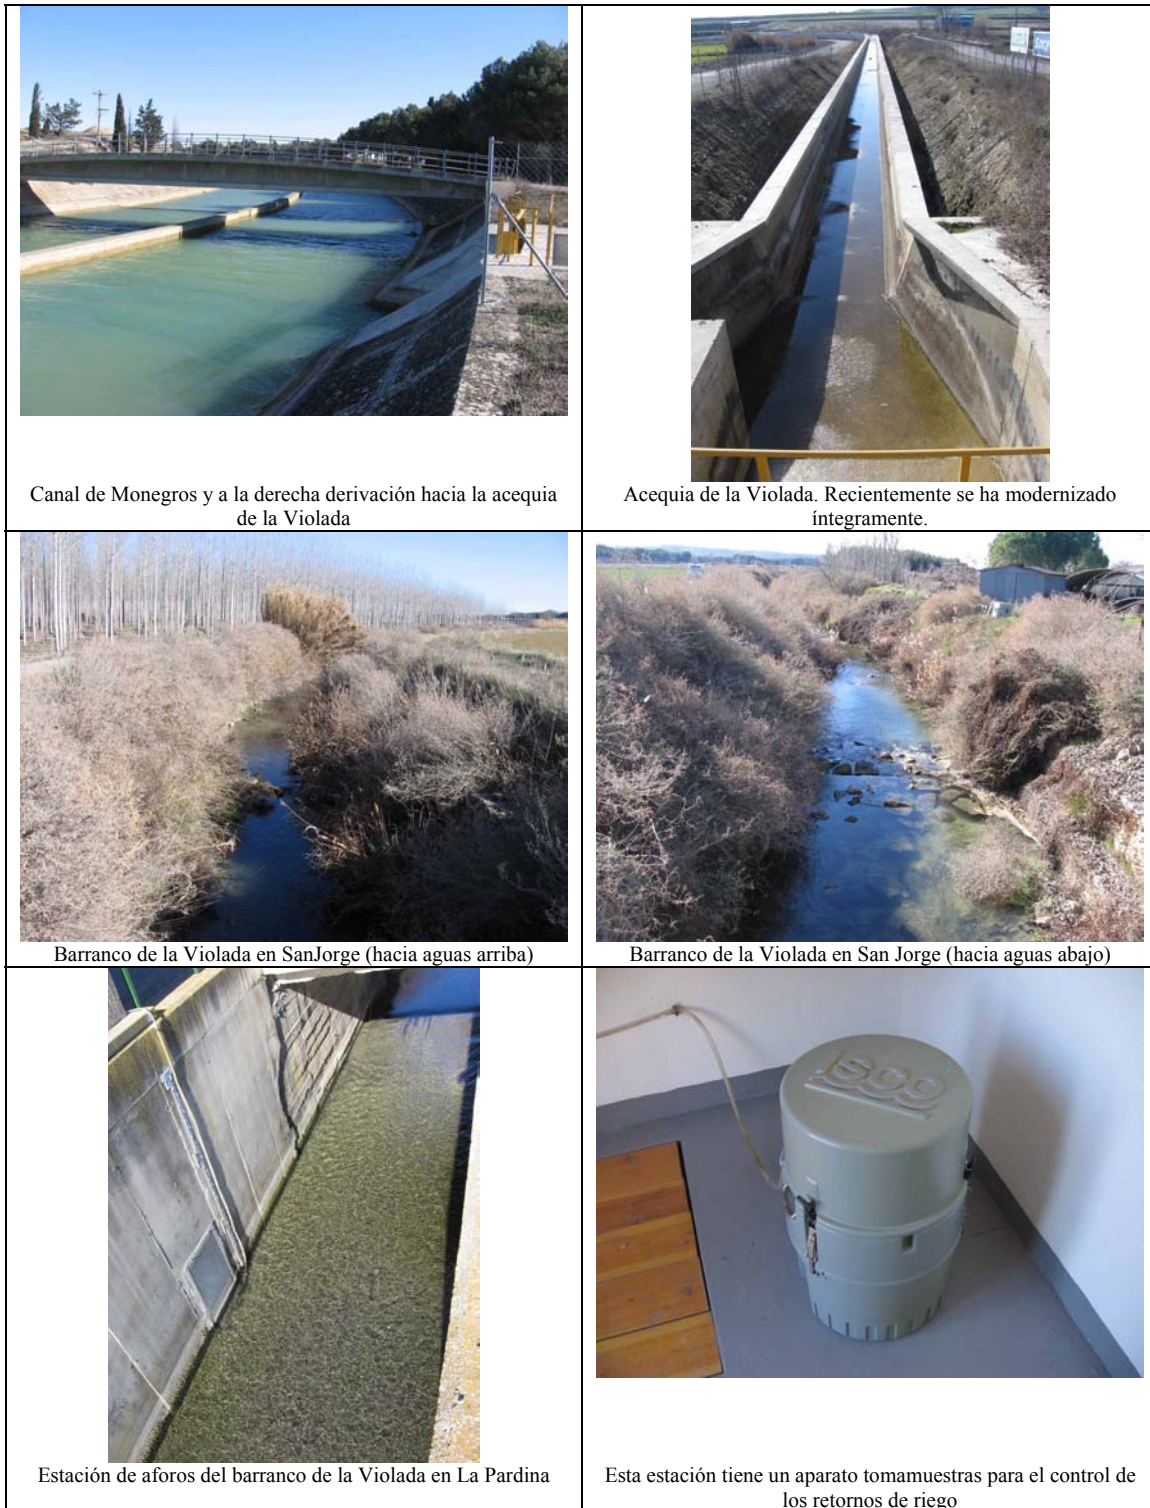 Canal de Monegros y a la derecha derivación hacia la acequia
de la Violada
Acequia de la Violada. Recientemente se ha modernizado
íntegramente.
Barranco de la Violada en SanJorge (hacia aguas arriba)
Barranco de la Violada en San Jorge (hacia aguas abajo)
Isco
Estación de aforos del barranco de la Violada en La Pardina
Esta estación tiene un aparato tomamuestras para el control de
los retornos de riego